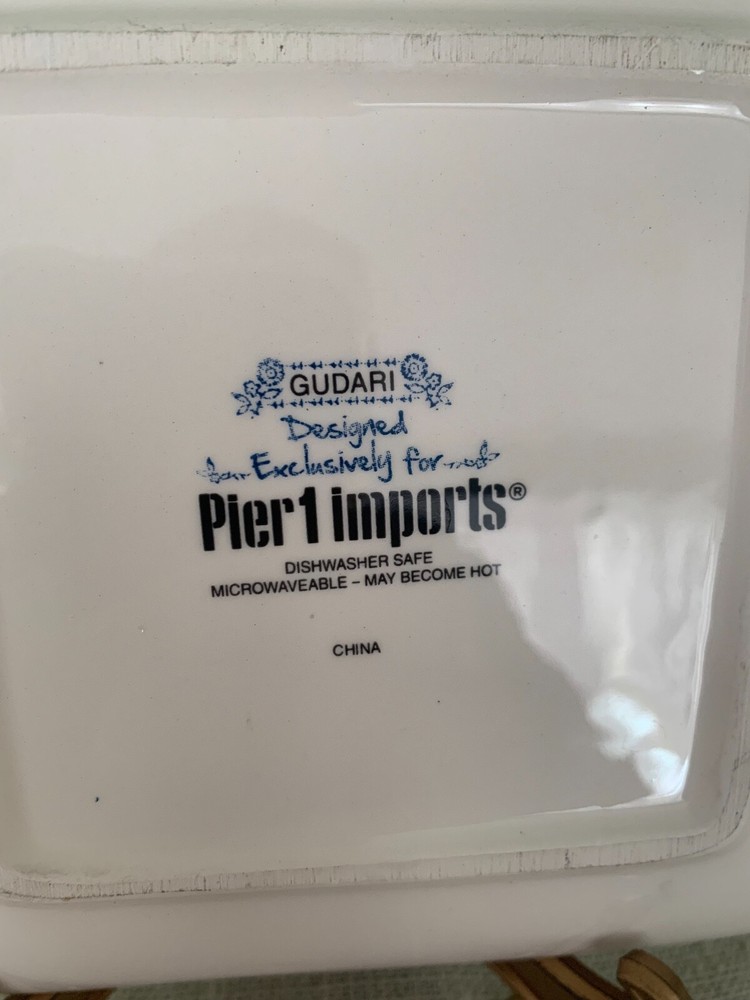 GUDARI
Designed
Exclusively for
Pier1 imports®
DISHWASHER SAFE
MICROWAVEABLE – MAY BECOME HOT
CHINA